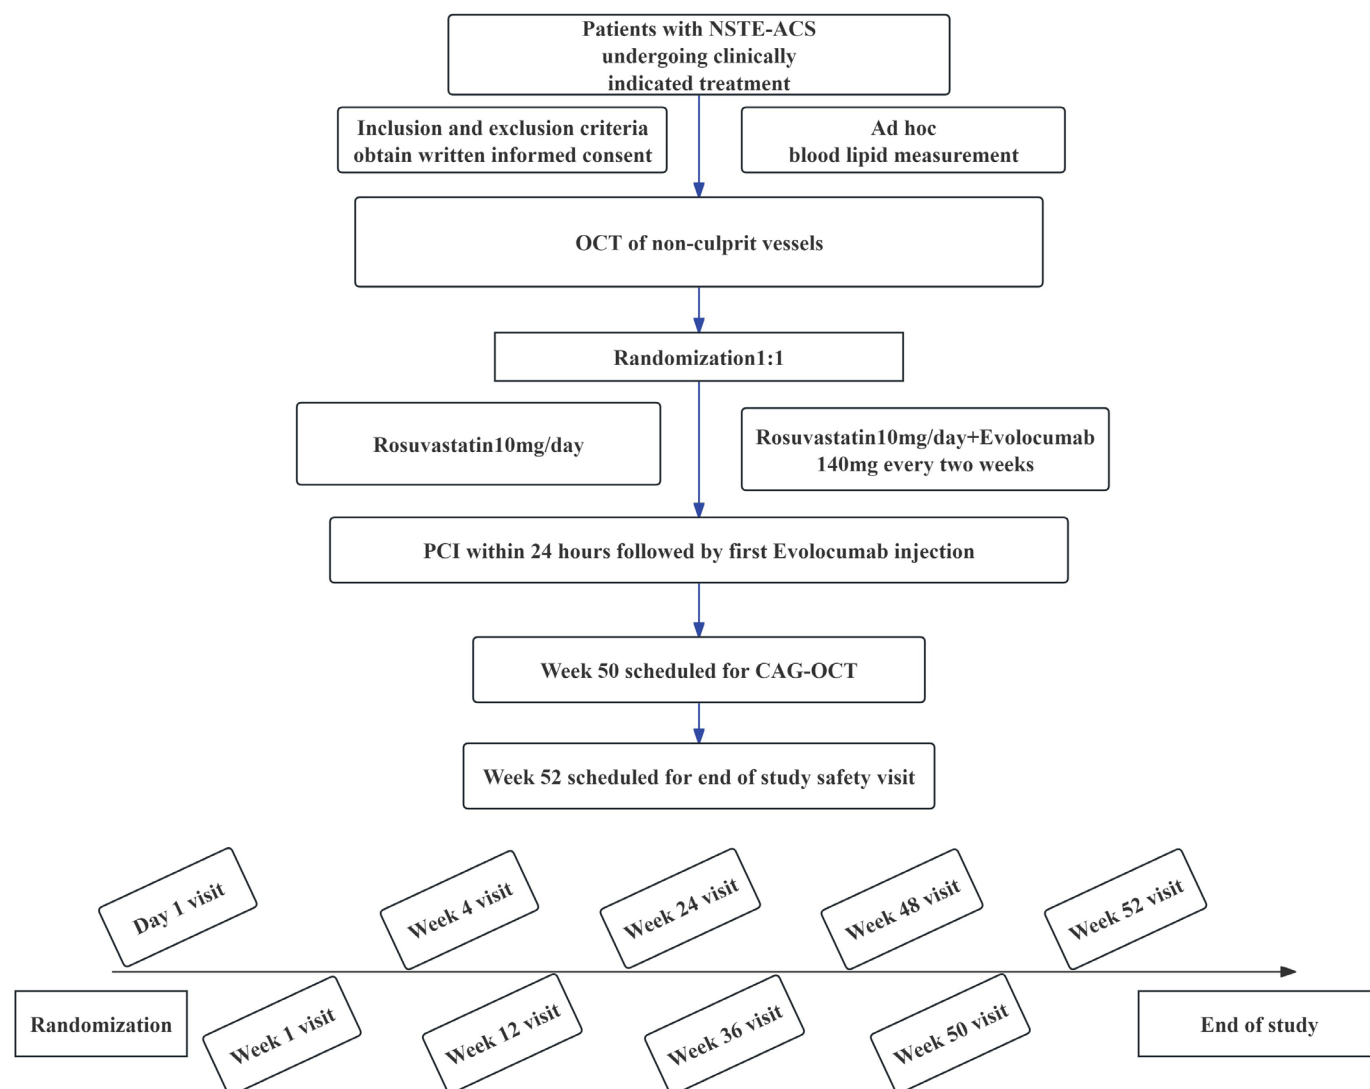 Patients with NSTE-ACS
undergoing clinically
indicated treatment
Inclusion and exclusion criteria
obtain written informed consent
Ad hoc
blood lipid measurement
OCT of non-culprit vessels
Randomization1:1
Rosuvastatin10mg/day
Rosuvastatin10mg/day+Evolocumab
140mg every two weeks
PCI within 24 hours followed by first Evolocumab injection
Week 50 scheduled for CAG-OCT
Week 52 scheduled for end of study safety visit
Day 1 visit
Week 4 visit
Week 24 visit
Week 48 visit
Week 52 visit
Randomization
Week 1 visit
Week 12 visit
Week 36 visit
Week 50 visit
End of study